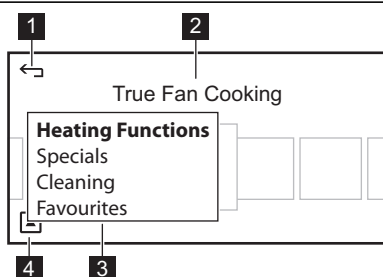 1 2
True Fan Cooking
Heating Functions
Specials
Cleaning
Favourites
4 3